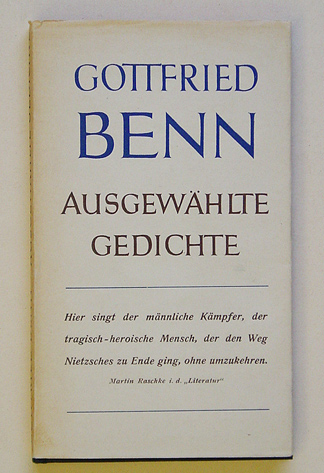 GOTTFRIED
BENN
AUSGEWÄHLTE
GEDICHTE
Hier singt der männliche Kämpfer, der
tragisch-heroische Mensch, der den Weg
Nietzsches zu Ende ging, ohne umzukehren.
Martin Raschke i. d. „Literatur“